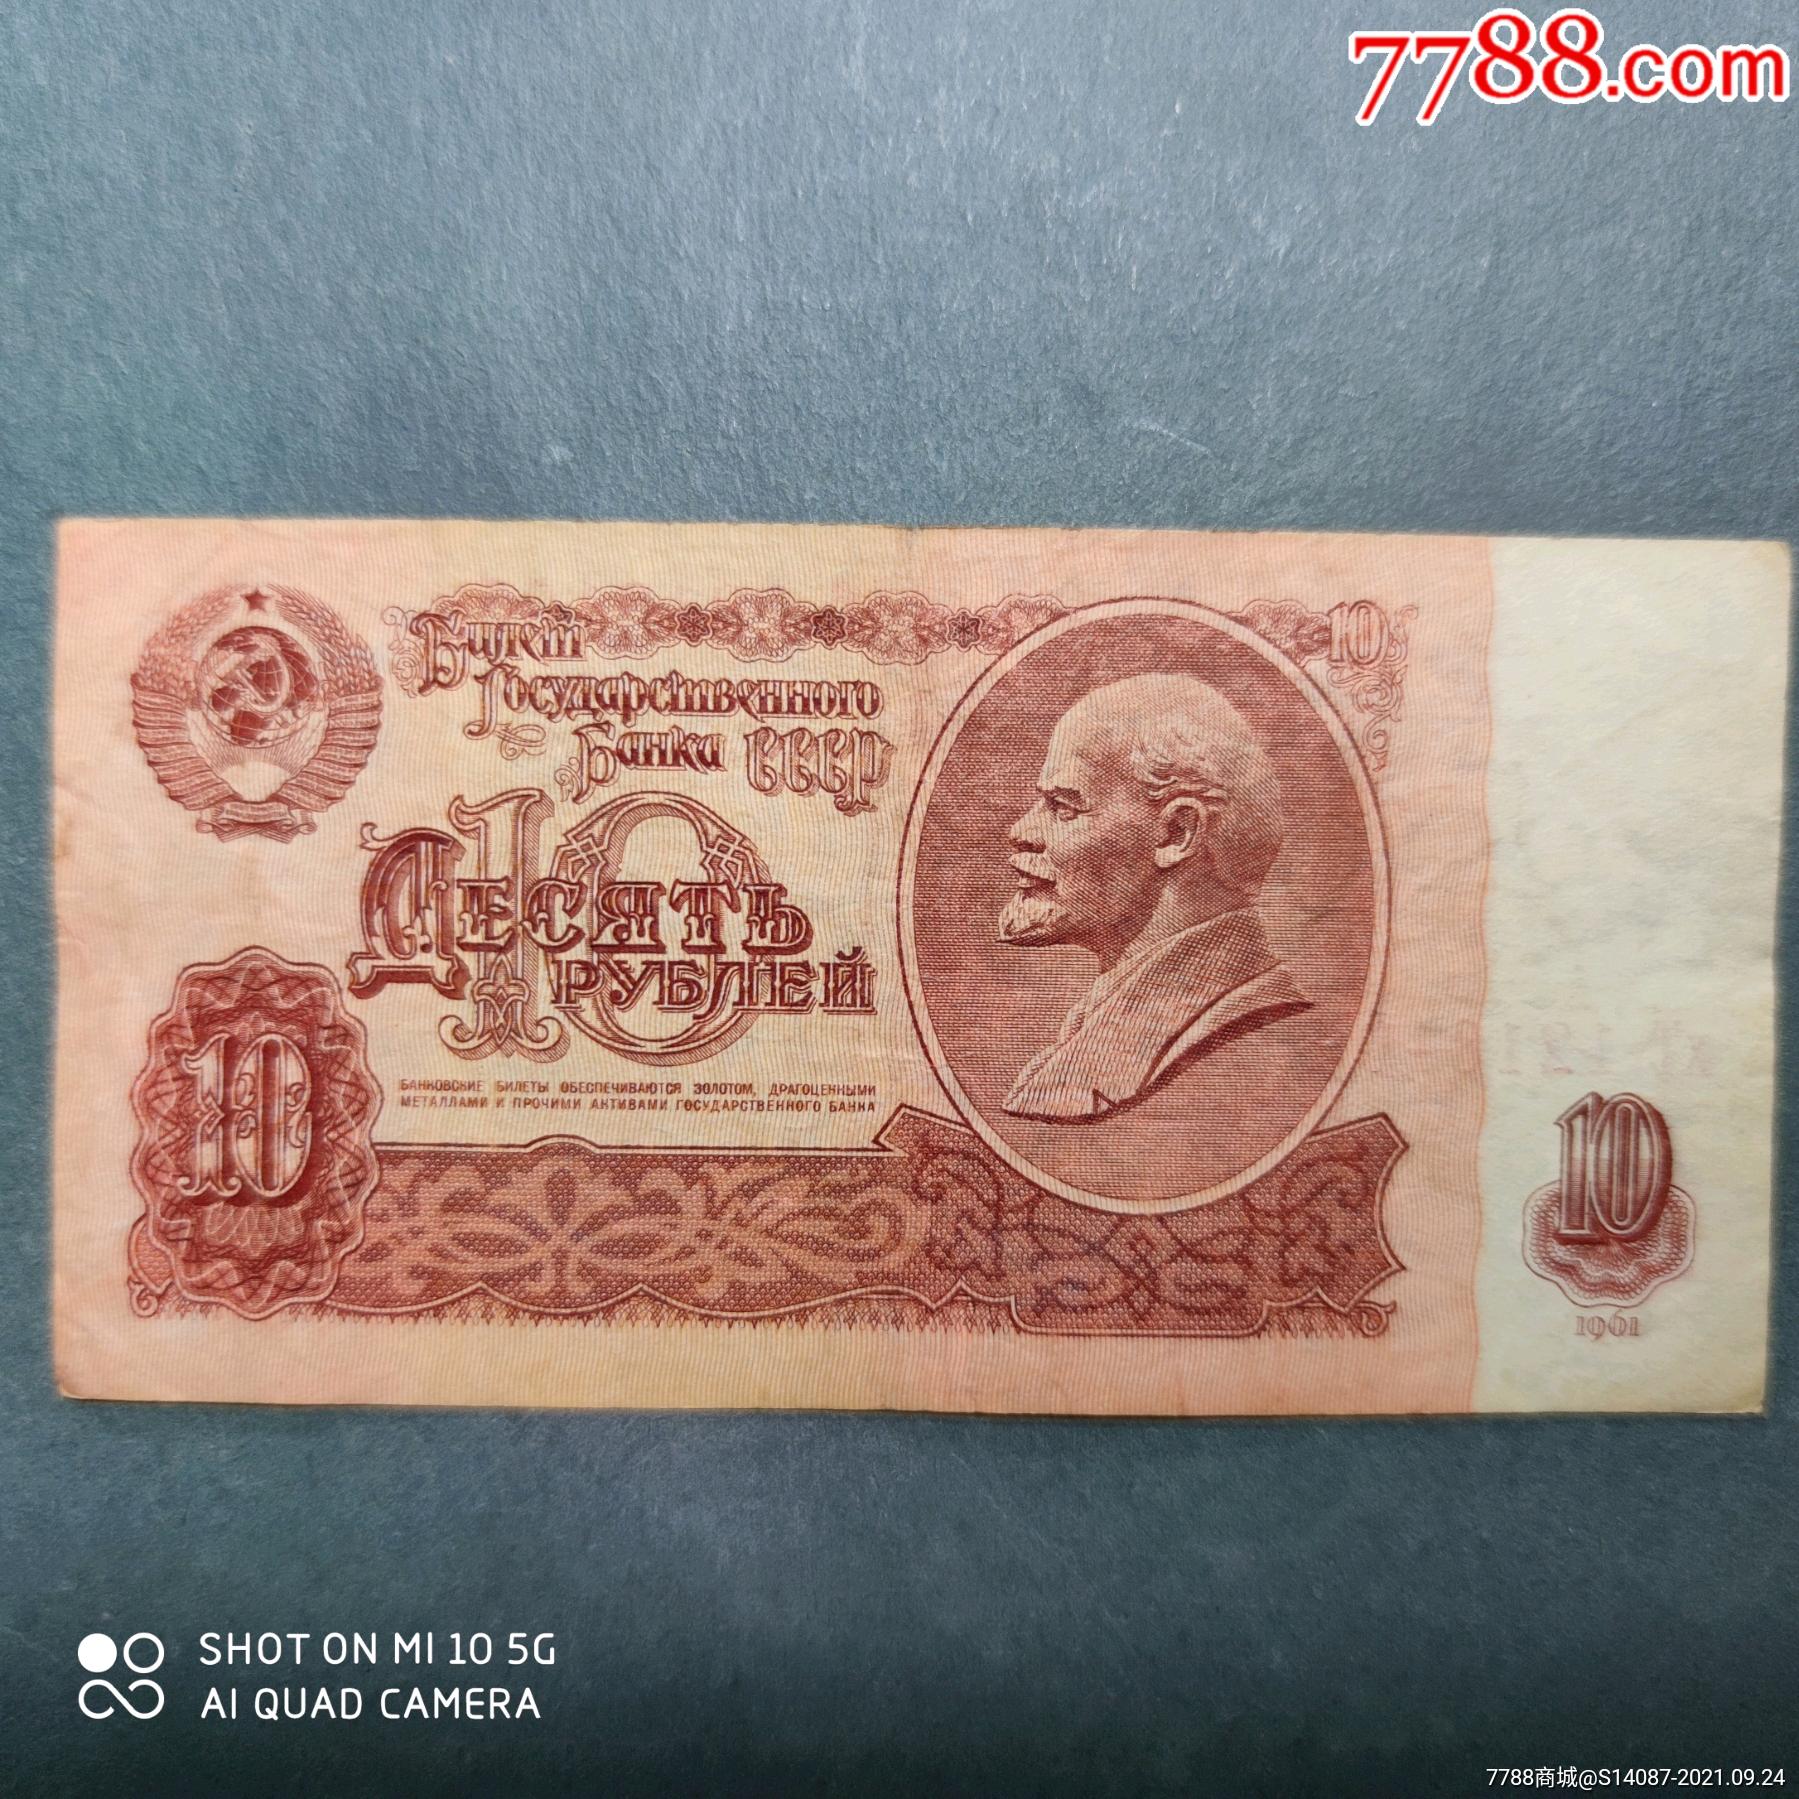 7788.com
Билет
Государственного
Банка СССР
10
10
Десять
рублей
10
БАНКОВСКИЕ БИЛЕТЫ ОБЕСПЕЧИВАЮТСЯ ЗОЛОТОМ, ДРАГОЦЕННЫМИ
МЕТАЛЛАМИ И ПРОЧИМИ АКТИВАМИ ГОСУДАРСТВЕННОГО БАНКА
10
1961
SHOT ON MI 10 5G
AI QUAD CAMERA
7788商城@S14087-2021.09.24